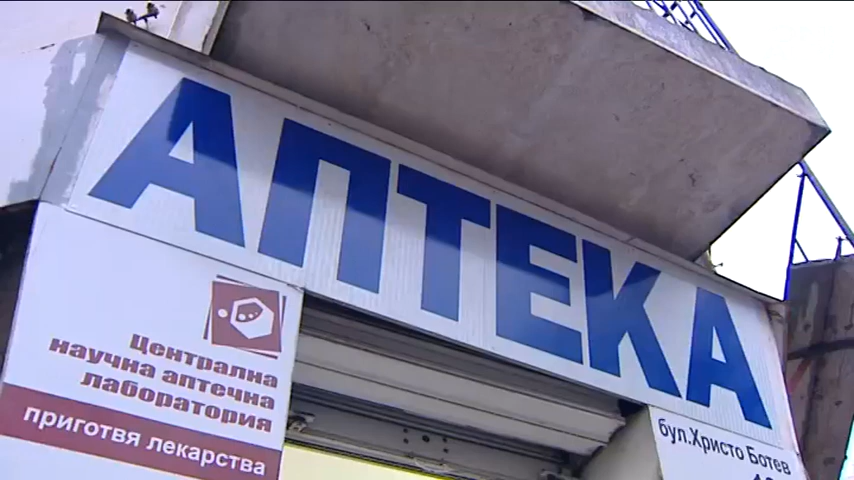 АПТЕКА
Централна
научна аптечна
лаборатория
приготвя лекарства
бул.Христо Ботев